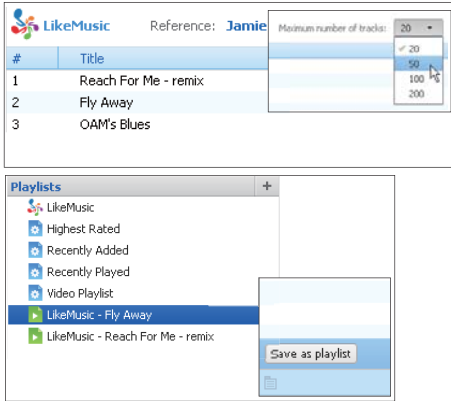 LikeMusic Reference: Jamie
Maximum number of tracks: 20
20
50
100
200
# Title
1 Reach For Me - remix
2 Fly Away
3 OAM's Blues
Playlists +
LikeMusic
Highest Rated
Recently Added
Recently Played
Video Playlist
LikeMusic - Fly Away
LikeMusic - Reach For Me - remix
Save as playlist